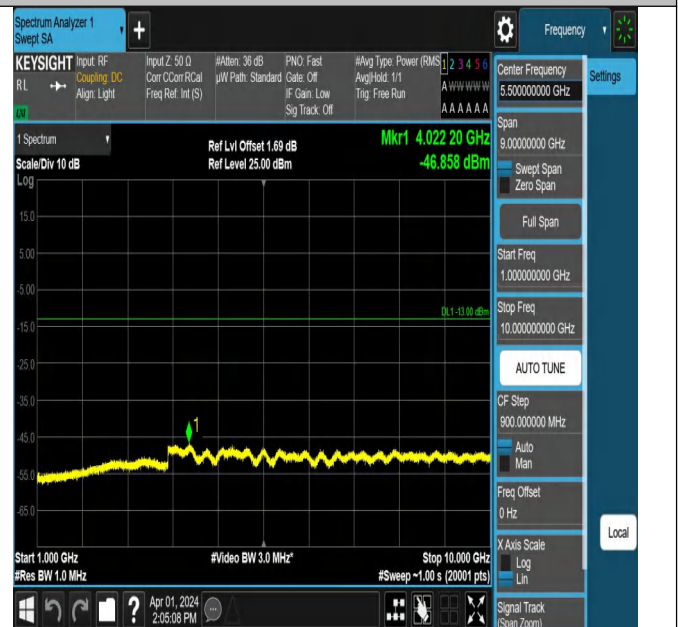 Spectrum Analyzer 1
Swept SA
+
Frequency
KEYSIGHT
RL
LXI
Input: RF
Coupling: DC
Align: Light
Input Z: 50 Ω
Corr CCorr RCal
Freq Ref: Int (S)
#Atten: 36 dB
µW Path: Standard
PNO: Fast
Gate: Off
IF Gain: Low
Sig Track: Off
#Avg Type: Power (RMS
Avg|Hold: 1/1
Trig: Free Run
1 2 3 4 5 6
A W W W W W
A A A A A A
1 Spectrum
Scale/Div 10 dB
Log
Ref Lvl Offset 1.69 dB
Ref Level 25.00 dBm
Mkr1 4.022 20 GHz
-46.858 dBm
15.0
5.00
-5.00
-15.0
-25.0
-35.0
-45.0
-55.0
-65.0
DL1 -13.00 dBm
1
Start 1.000 GHz
#Res BW 1.0 MHz
#Video BW 3.0 MHz*
Stop 10.000 GHz
#Sweep ~1.00 s (20001 pts)
Center Frequency
5.500000000 GHz
Settings
Span
9.00000000 GHz
Swept Span
Zero Span
Full Span
Start Freq
1.000000000 GHz
Stop Freq
10.000000000 GHz
AUTO TUNE
CF Step
900.000000 MHz
Auto
Man
Freq Offset
0 Hz
X Axis Scale
Log
Lin
Local
Signal Track
(Span Zoom)
?
Apr 01, 2024
2:05:08 PM